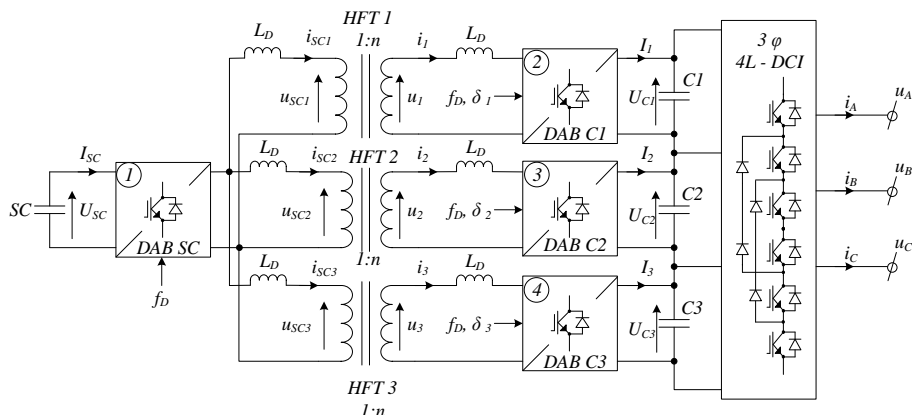 HFT 1
1:n
L_D
i_SC1
i_1
L_D
u_SC1
u_1
f_D, δ_1
2
DAB C1
I_1
U_C1
C1
3 φ
4L - DCI
i_A
u_A
I_SC
SC
U_SC
1
DAB SC
f_D
L_D
i_SC2
HFT 2
i_2
L_D
u_SC2
u_2
f_D, δ_2
3
DAB C2
1:n
I_2
U_C2
C2
i_B
u_B
L_D
i_SC3
i_3
L_D
u_SC3
u_3
f_D, δ_3
4
DAB C3
I_3
U_C3
C3
i_C
u_C
HFT 3
1:n